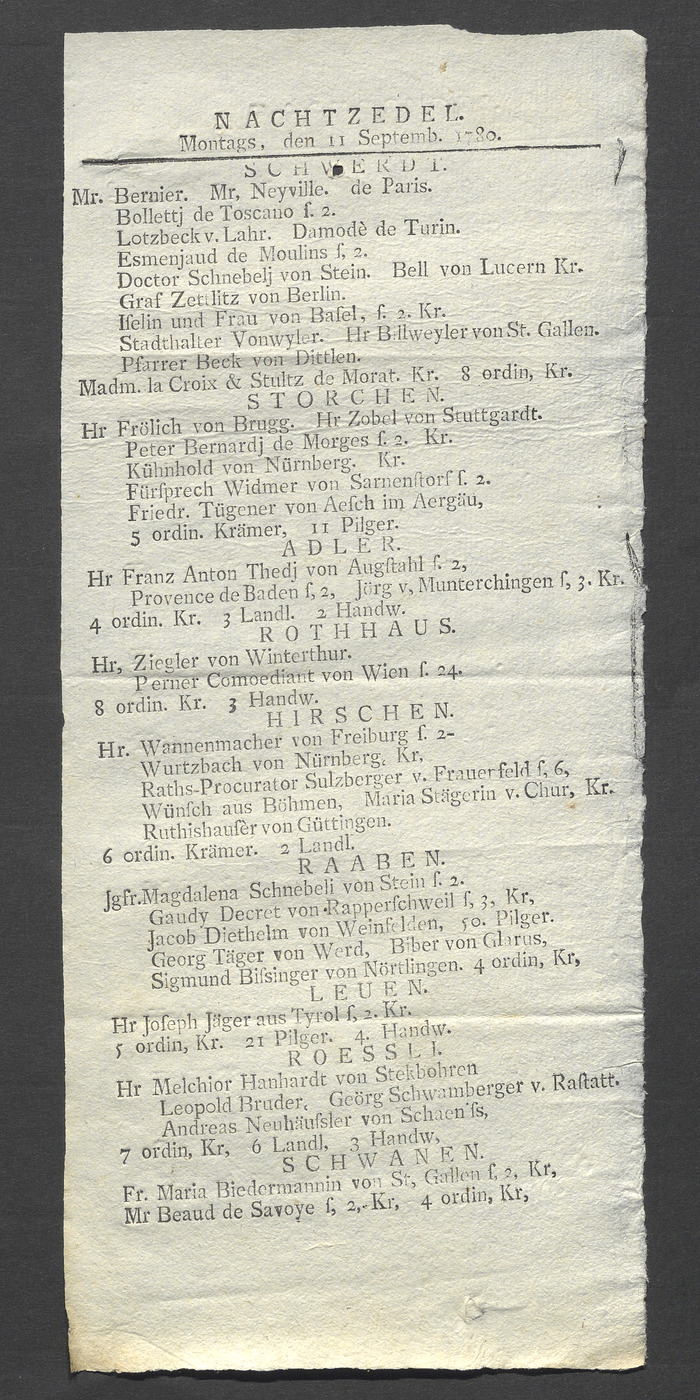 NACHTZEDEL.
Montags, den 11 Septemb. 1780.
SCHWERDT.
Mr. Bernier. Mr, Neyville. de Paris.
Bollettj de Toscano ſ. 2.
Lotzbeck v. Lahr. Damodè de Turin.
Esmenjaud de Moulins ſ, 2.
Doctor Schnebelj von Stein. Bell von Lucern Kr.
Graf Zettlitz von Berlin.
Iſelin und Frau von Baſel, ſ. 2. Kr.
Stadthalter Vonwyler. Hr Billweyler von St. Gallen.
Pfarrer Beck von Dittlen.
Madm. la Croix & Stultz de Morat. Kr. 8 ordin, Kr.
STORCHEN.
Hr Frölich von Brugg. Hr Zobel von Stuttgardt.
Peter Bernardj de Morges ſ. 2. Kr.
Kühnhold von Nürnberg. Kr.
Fürſprech Widmer von Sarnenſtorf ſ. 2.
Friedr. Tügener von Aeſch im Aergäu,
5 ordin. Krämer, 11 Pilger.
ADLER.
Hr Franz Anton Thedj von Augſtahl ſ. 2,
Provence de Baden ſ, 2, Jörg v, Munterchingen ſ, 3. Kr.
4 ordin. Kr. 3 Landl. 2 Handw.
ROTHHAUS.
Hr, Ziegler von Winterthur.
Perner Comoediant von Wien ſ. 24.
8 ordin. Kr. 3 Handw.
HIRSCHEN.
Hr. Wannenmacher von Freiburg ſ. 2-
Wurtzbach von Nürnberg. Kr,
Raths-Procurator Sulzberger v. Frauerfeld ſ, 6,
Wünſch aus Böhmen, Maria Stägerin v. Chur, Kr.
Ruthishauſer von Güttingen.
6 ordin. Krämer. 2 Landl.
RAABEN.
Jgfr. Magdalena Schnebeli von Stein ſ. 2.
Gaudy Decret von Rapperſchweil ſ, 3, Kr,
Jacob Diethelm von Weinfelden, 50. Pilger.
Georg Täger von Werd, Biber von Glarus,
Sigmund Biſsinger von Nörtlingen. 4 ordin, Kr,
LEUEN.
Hr Joſeph Jäger aus Tyrol ſ, 2. Kr.
5 ordin, Kr. 21 Pilger. 4. Handw.
ROESSLI.
Hr Melchior Hanhardt von Stekbohren
Leopold Bruder, Geörg Schwamberger v. Raſtatt.
Andreas Neuhäuſsler von
7 ordin, Kr, 6 Landl, 3 Handw,
SCHWANEN.
Fr. Maria Biedermannin von St, Gallen ſ, 2, Kr,
Mr Beaud de Savoye ſ, 2,- Kr, 4 ordin, Kr,